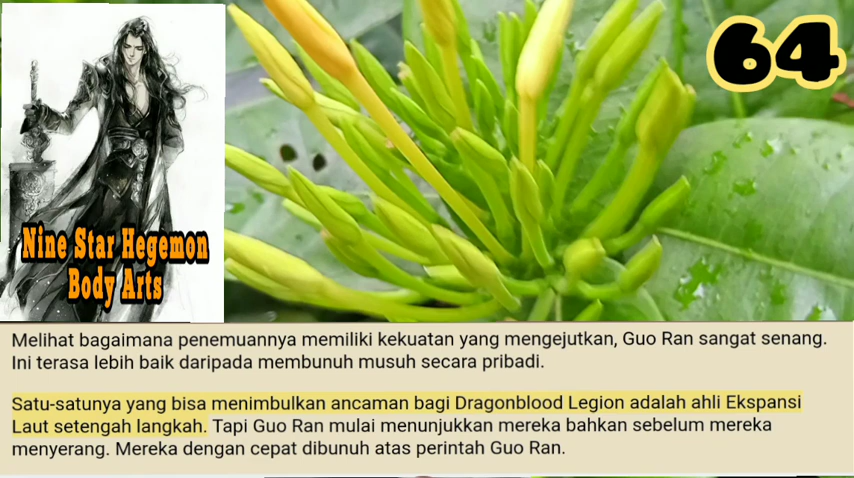 64
Nine Star Hegemon
Body Arts
Melihat bagaimana penemuannya memiliki kekuatan yang mengejutkan, Guo Ran sangat senang.
Ini terasa lebih baik daripada membunuh musuh secara pribadi.
Satu-satunya yang bisa menimbulkan ancaman bagi Dragonblood Legion adalah ahli Ekspansi
Laut setengah langkah. Tapi Guo Ran mulai menunjukkan mereka bahkan sebelum mereka
menyerang. Mereka dengan cepat dibunuh atas perintah Guo Ran.